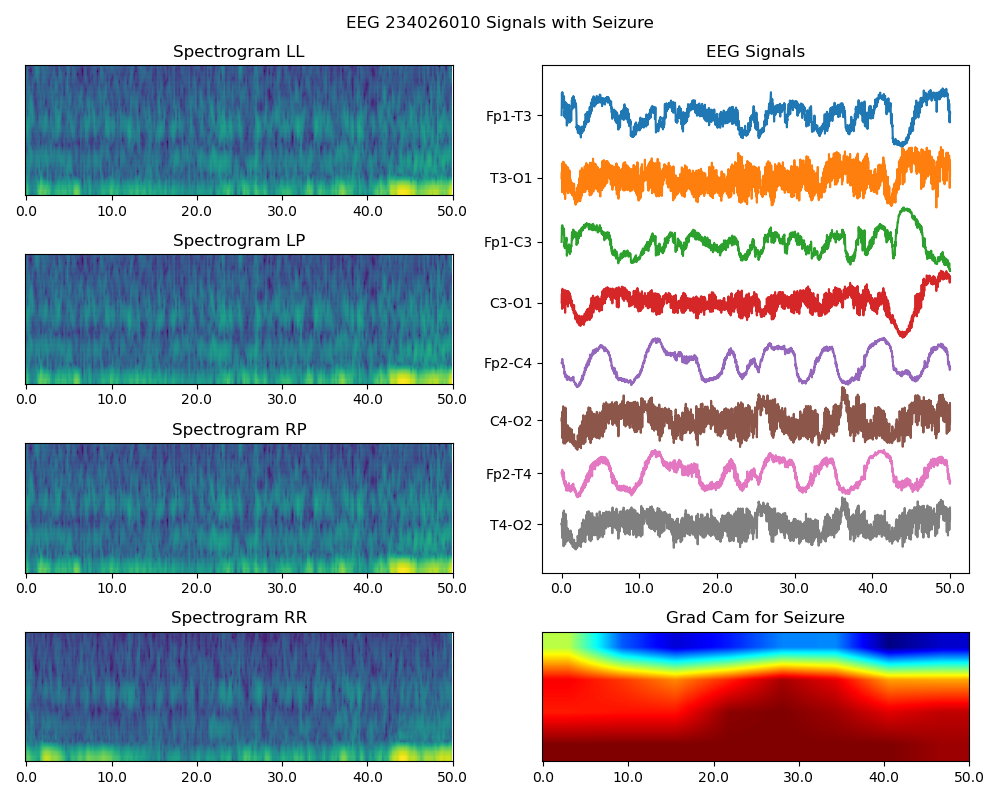 EEG 234026010 Signals with Seizure
Spectrogram LL
0.0 10.0 20.0 30.0 40.0 50.0
Spectrogram LP
0.0 10.0 20.0 30.0 40.0 50.0
Spectrogram RP
0.0 10.0 20.0 30.0 40.0 50.0
Spectrogram RR
0.0 10.0 20.0 30.0 40.0 50.0
EEG Signals
Fp1-T3
T3-O1
Fp1-C3
C3-O1
Fp2-C4
C4-O2
Fp2-T4
T4-O2
0.0 10.0 20.0 30.0 40.0 50.0
Grad Cam for Seizure
0.0 10.0 20.0 30.0 40.0 50.0